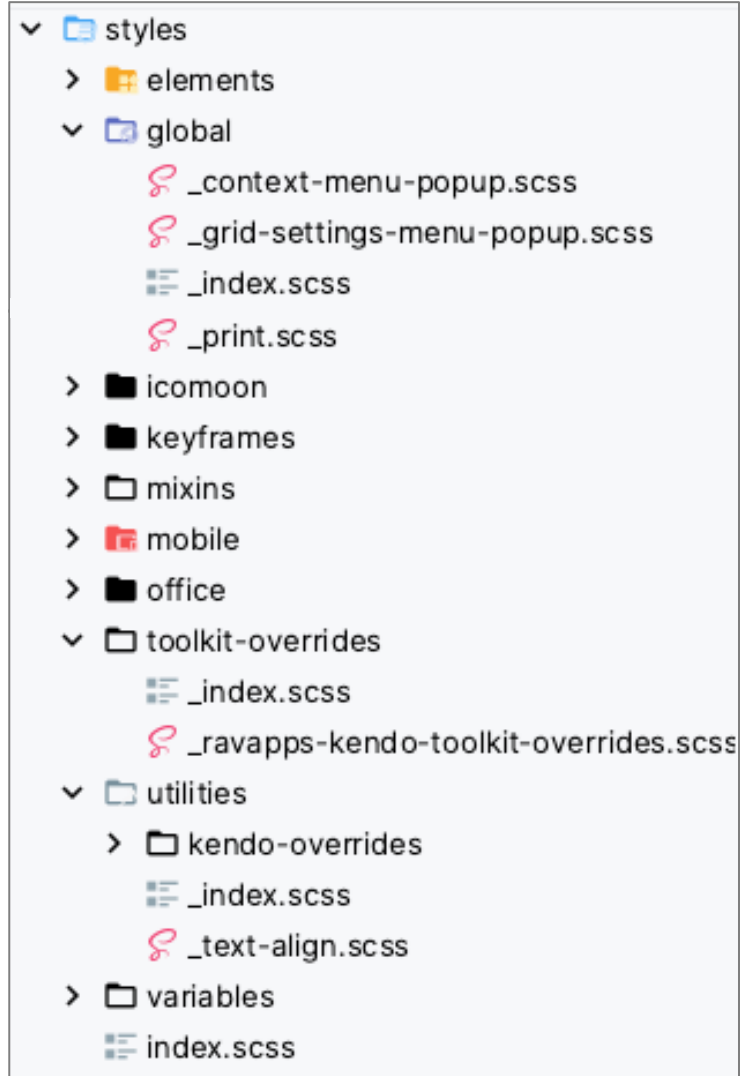 styles
elements
global
_context-menu-popup.scss
_grid-settings-menu-popup.scss
_index.scss
_print.scss
icomoon
keyframes
mixins
mobile
office
toolkit-overrides
_index.scss
_ravapps-kendo-toolkit-overrides.scss
utilities
kendo-overrides
_index.scss
_text-align.scss
variables
index.scss